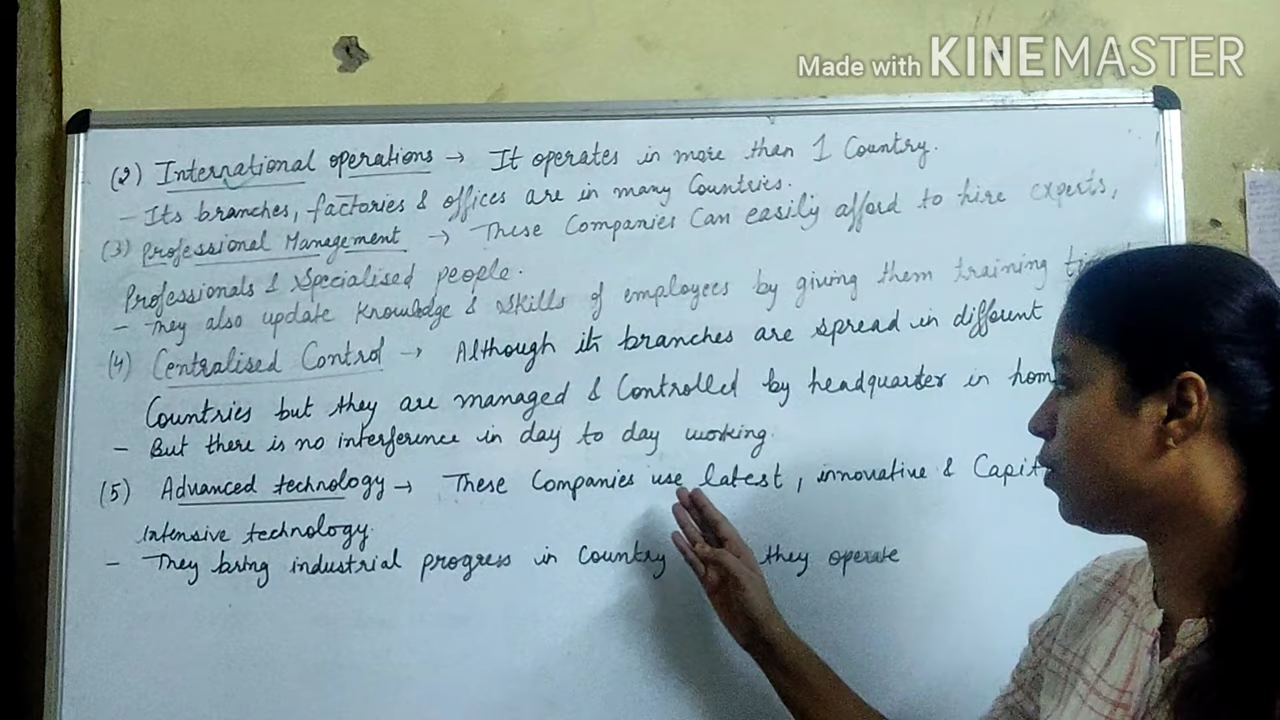 Made with KINEMASTER
(2) International operations → It operates in more than 1 Country.
- Its branches, factories & offices are in many Countries.
(3) Professional Management → These Companies Can easily afford to hire experts,
Professionals & Specialised people.
- They also update Knowledge & Skills of employees by giving them training
(4) Centralised Control → Although its branches are spread in different
Countries but they are managed & Controlled by headquarter in
- But there is no interference in day to day working.
(5) Advanced technology → These Companies use latest, innovative &
Intensive technology.
- They bring industrial progress in Country they operate